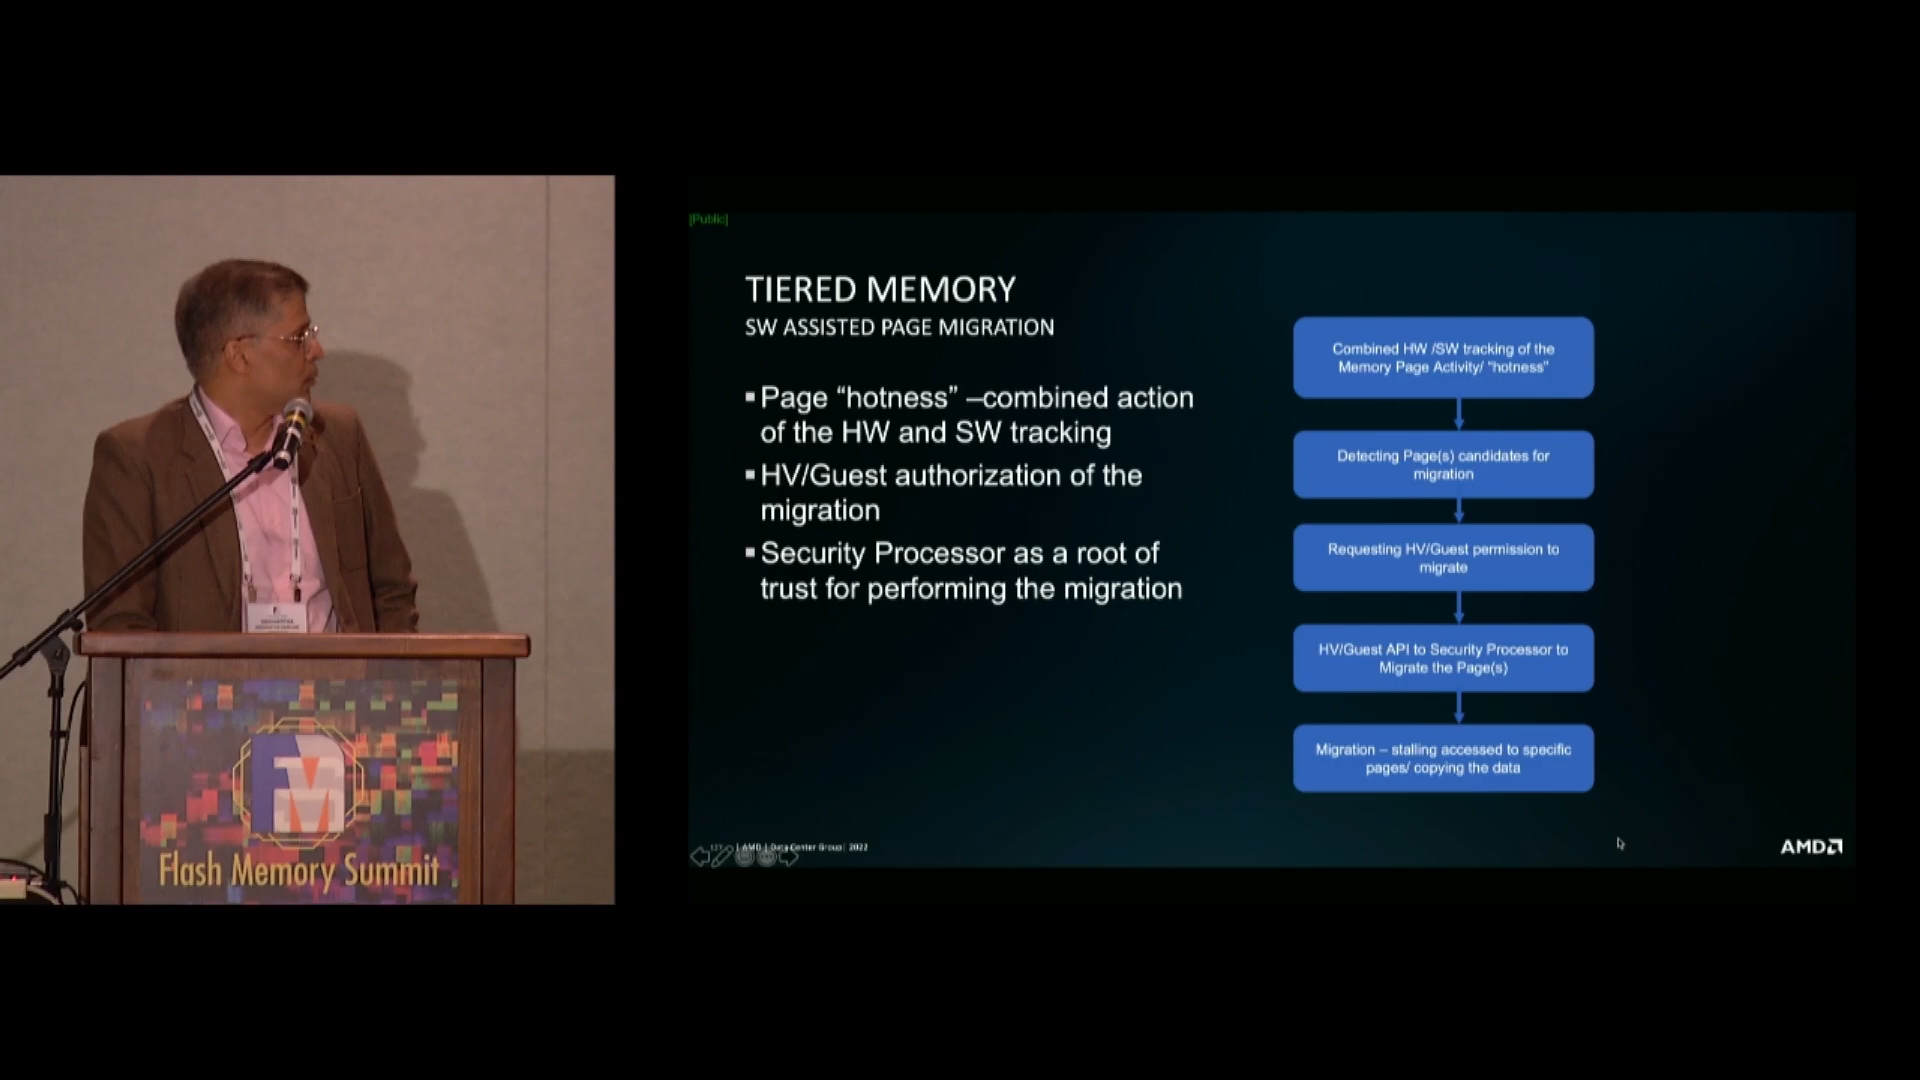 [Public]
TIERED MEMORY
SW ASSISTED PAGE MIGRATION
▪Page “hotness” –combined action
of the HW and SW tracking
▪HV/Guest authorization of the
migration
▪Security Processor as a root of
trust for performing the migration
Combined HW /SW tracking of the
Memory Page Activity/ “hotness”
Detecting Page(s) candidates for
migration
Requesting HV/Guest permission to
migrate
HV/Guest API to Security Processor to
Migrate the Page(s)
Migration – stalling accessed to specific
pages/ copying the data
| AMD | Data Center Group| 2022
AMD
FM
Flash Memory Summit